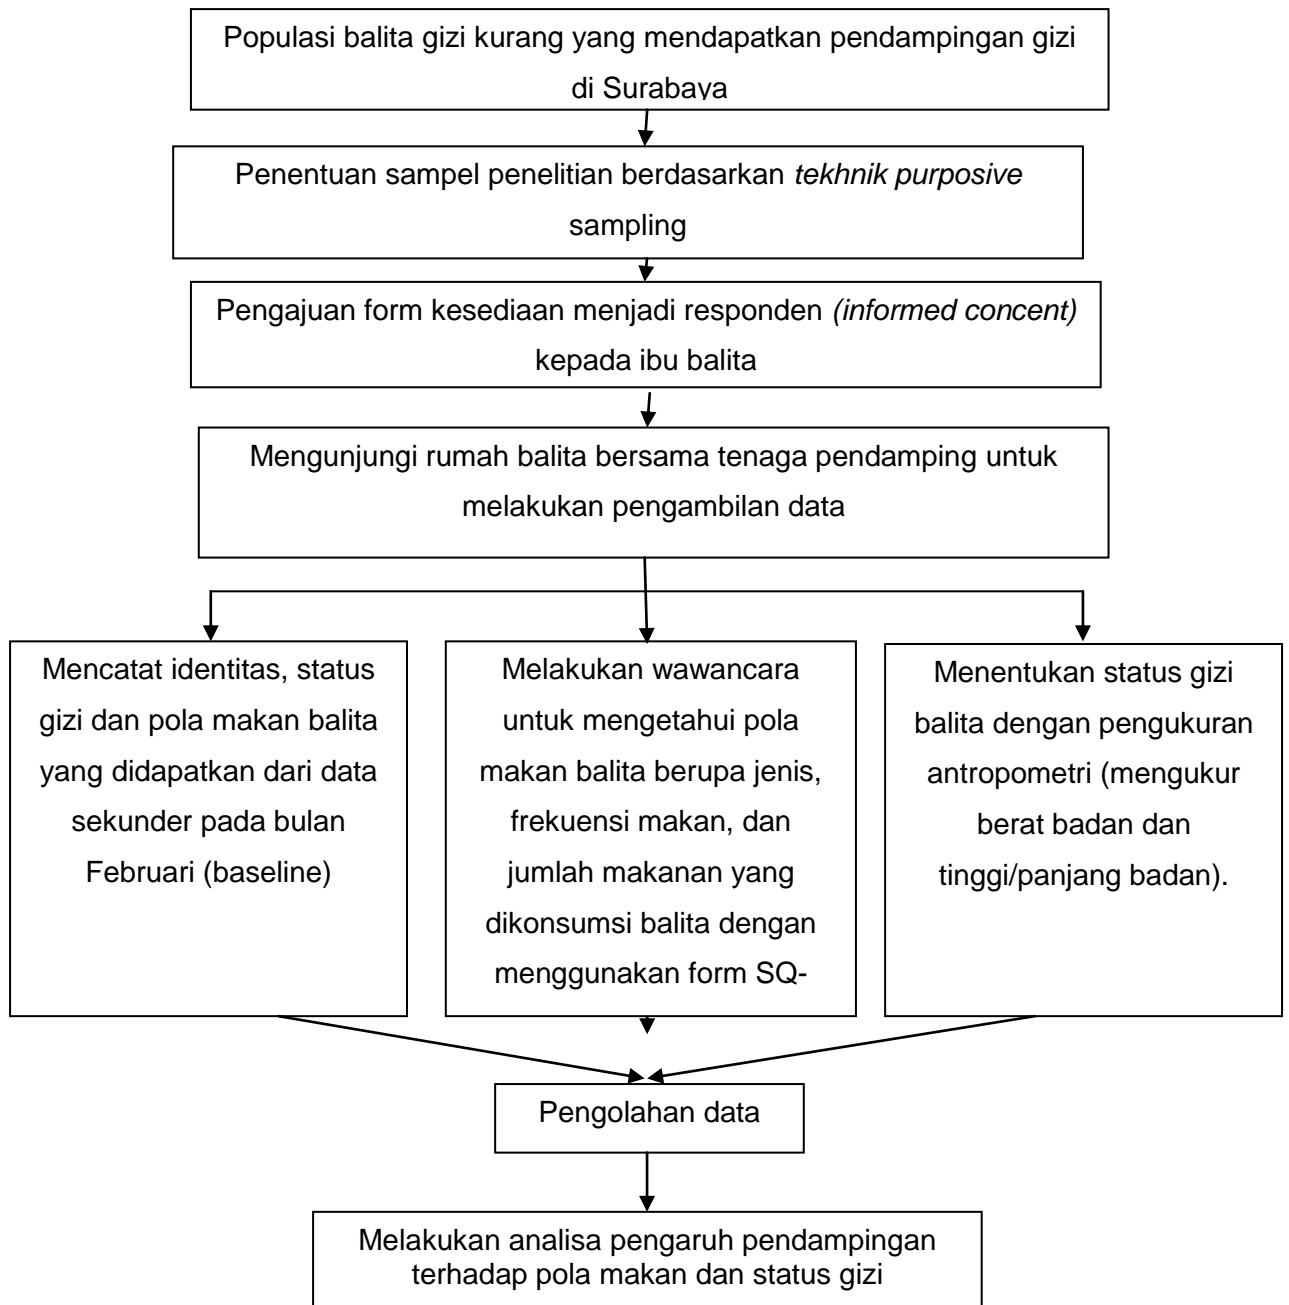 Populasi balita gizi kurang yang mendapatkan pendampingan gizi
di Surabaya
Penentuan sampel penelitian berdasarkan tekhnik purposive
sampling
Pengajuan form kesediaan menjadi responden (informed concent)
kepada ibu balita
Mengunjungi rumah balita bersama tenaga pendamping untuk
melakukan pengambilan data
Mencatat identitas, status
gizi dan pola makan balita
yang didapatkan dari data
sekunder pada bulan
Februari (baseline)
Melakukan wawancara
untuk mengetahui pola
makan balita berupa jenis,
frekuensi makan, dan
jumlah makanan yang
dikonsumsi balita dengan
menggunakan form SQ-
Menentukan status gizi
balita dengan pengukuran
antropometri (mengukur
berat badan dan
tinggi/panjang badan).
Pengolahan data
Melakukan analisa pengaruh pendampingan
terhadap pola makan dan status gizi